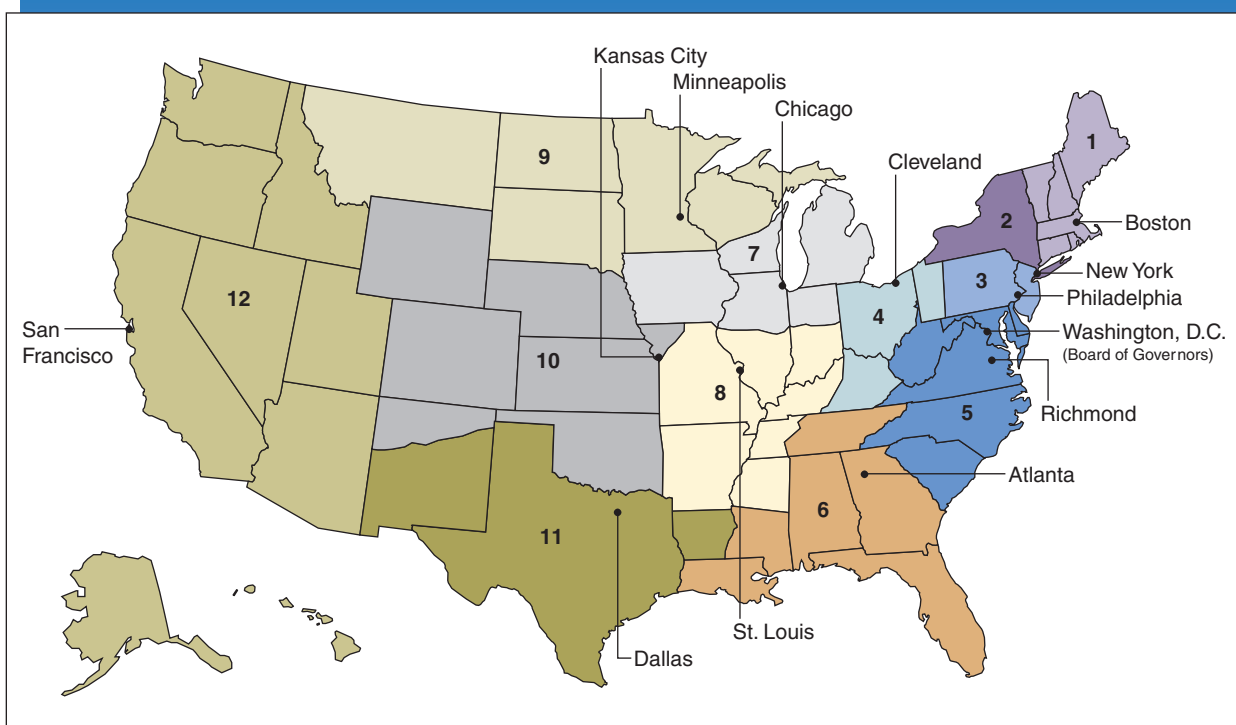 Kansas City
Minneapolis
Chicago
Cleveland
1
9
2
Boston
7
3
New York
12
Philadelphia
4
San
Francisco
Washington, D.C.
(Board of Governors)
10
8
5
Richmond
Atlanta
6
11
St. Louis
Dallas